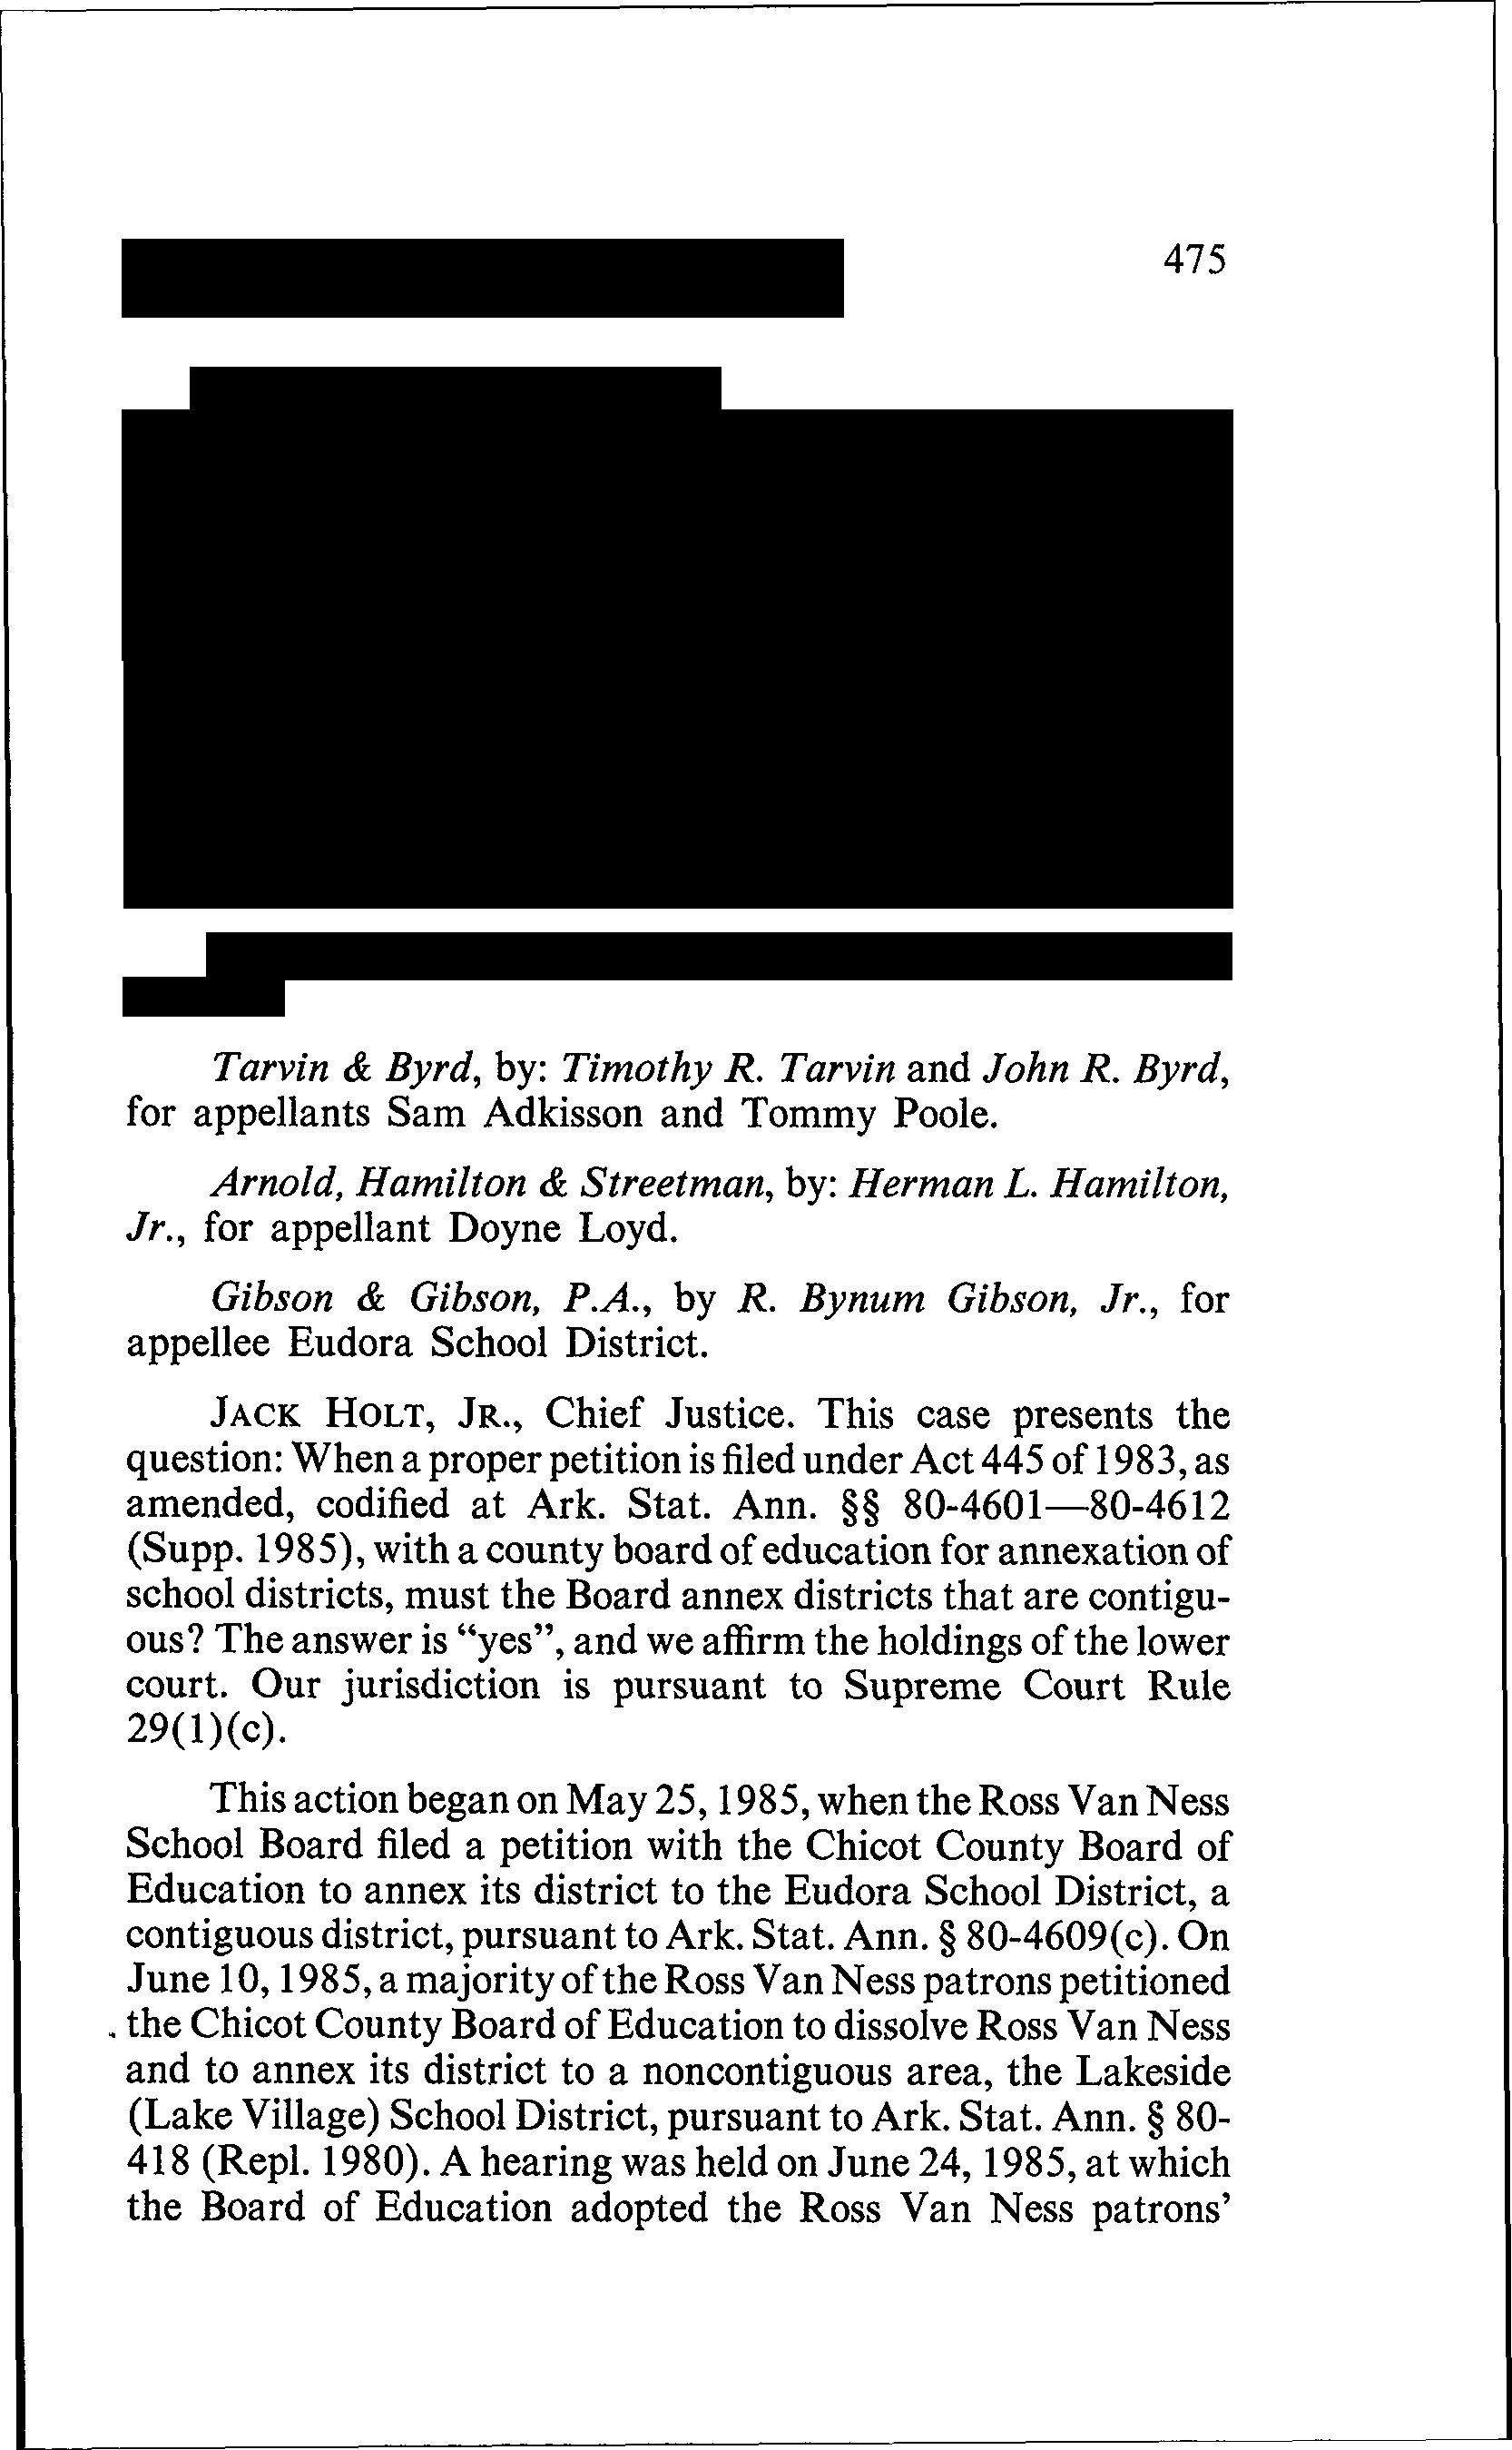 475
Tarvin & Byrd, by: Timothy R. Tarvin and John R. Byrd,
for appellants Sam Adkisson and Tommy Poole.
Arnold, Hamilton & Streetman, by: Herman L. Hamilton,
Jr., for appellant Doyne Loyd.
Gibson & Gibson, P.A., by R. Bynum Gibson, Jr., for
appellee Eudora School District.
JACK HOLT, JR., Chief Justice. This case presents the
question: When a proper petition is filed under Act 445 of 1983, as
amended, codified at Ark. Stat. Ann. §§ 80-4601—80-4612
(Supp. 1985), with a county board of education for annexation of
school districts, must the Board annex districts that are contigu-
ous? The answer is “yes”, and we affirm the holdings of the lower
court. Our jurisdiction is pursuant to Supreme Court Rule
29(1)(c).
This action began on May 25, 1985, when the Ross Van Ness
School Board filed a petition with the Chicot County Board of
Education to annex its district to the Eudora School District, a
contiguous district, pursuant to Ark. Stat. Ann. § 80-4609(c). On
June 10, 1985, a majority of the Ross Van Ness patrons petitioned
the Chicot County Board of Education to dissolve Ross Van Ness
and to annex its district to a noncontiguous area, the Lakeside
(Lake Village) School District, pursuant to Ark. Stat. Ann. § 80-
418 (Repl. 1980). A hearing was held on June 24, 1985, at which
the Board of Education adopted the Ross Van Ness patrons’